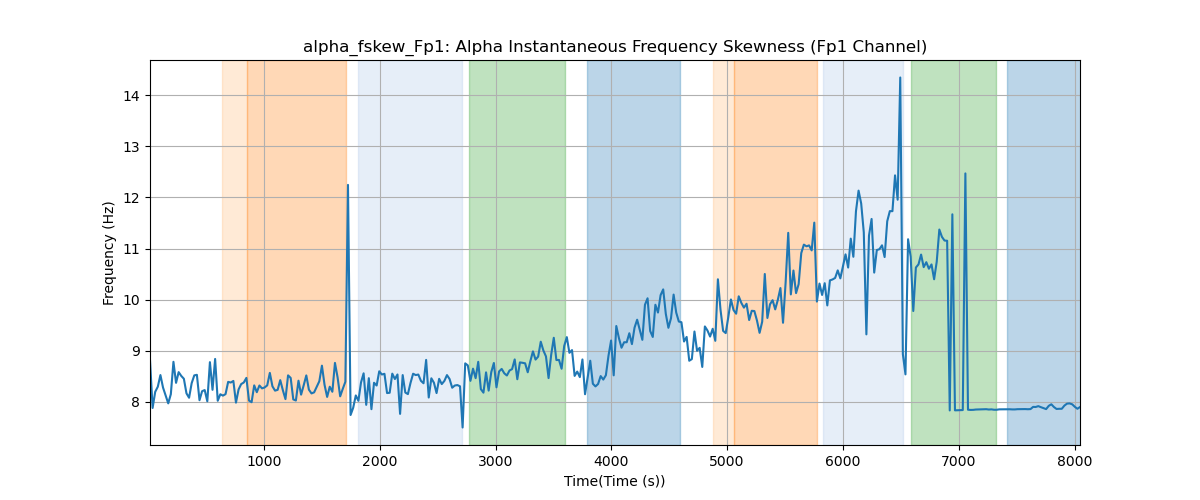 alpha_fskew_Fp1: Alpha Instantaneous Frequency Skewness (Fp1 Channel)
Frequency (Hz)
14
13
12
11
10
9
8
1000 2000 3000 4000 5000 6000 7000 8000
Time(Time (s))